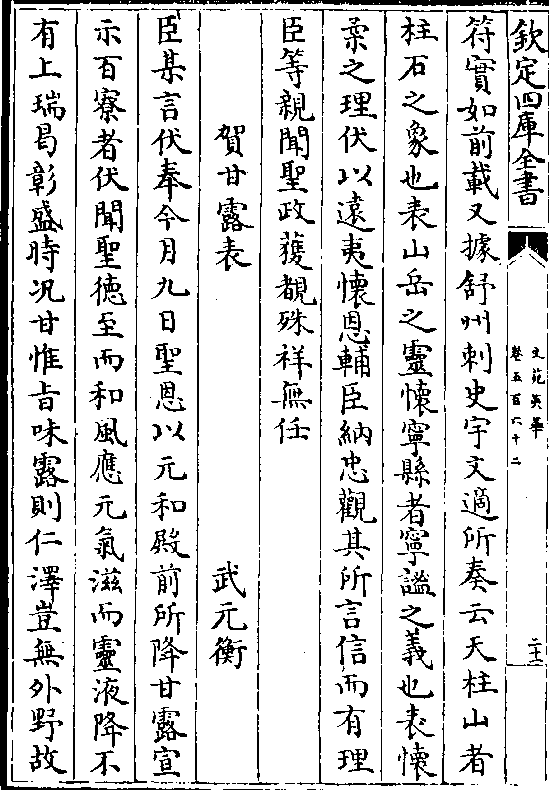 欽定四庫全書
文苑英華
卷五百六十二
二十二
符實如前載又據舒州刺史宇文適所奏云天柱山者
柱石之象也表山岳之靈懷寧縣者寧謐之義也表懷
柔之理伏以遠夷懷恩輔臣納忠觀其所言信而有理
臣等親聞聖政獲覩殊祥無任
賀甘露表 武元衡
臣某言伏奉今月九日聖恩以元和殿前所降甘露宣
示百寮者伏聞聖德至而和風應元氣滋而靈液降不
有上瑞曷彰盛時况甘惟旨味露則仁澤豈無外野故